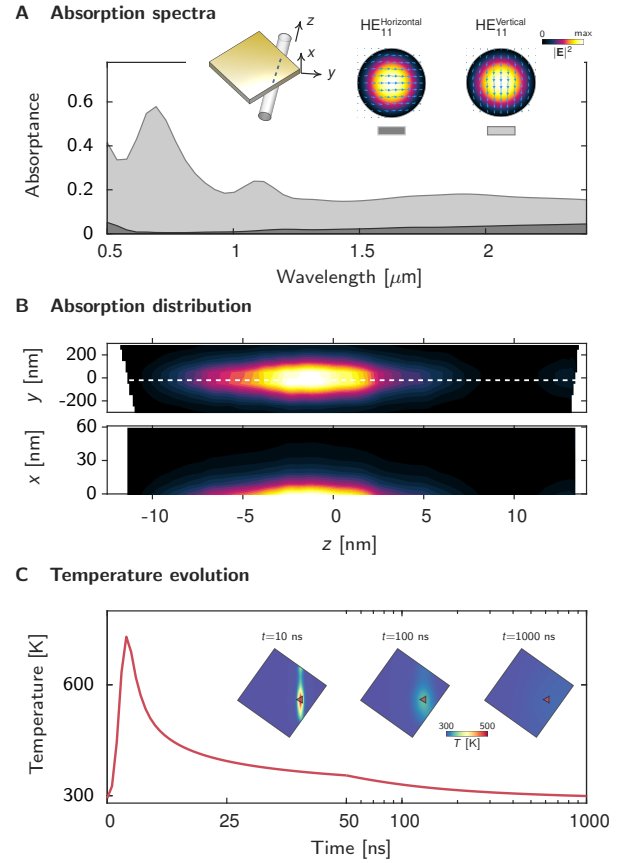 A Absorption spectra
z
x
y
HE11Horizontal
HE11Vertical
0 max
|E|2
Absorptance
0.6
0.4
0.2
0
0.5 1 1.5 2
Wavelength [μm]
B Absorption distribution
y [nm]
200
0
-200
x [nm]
60
30
0
-10 -5 0 5 10
z [nm]
C Temperature evolution
Temperature [K]
600
300
t=10 ns t=100 ns t=1000 ns
300 500
T [K]
0 25 50 100 1000
Time [ns]